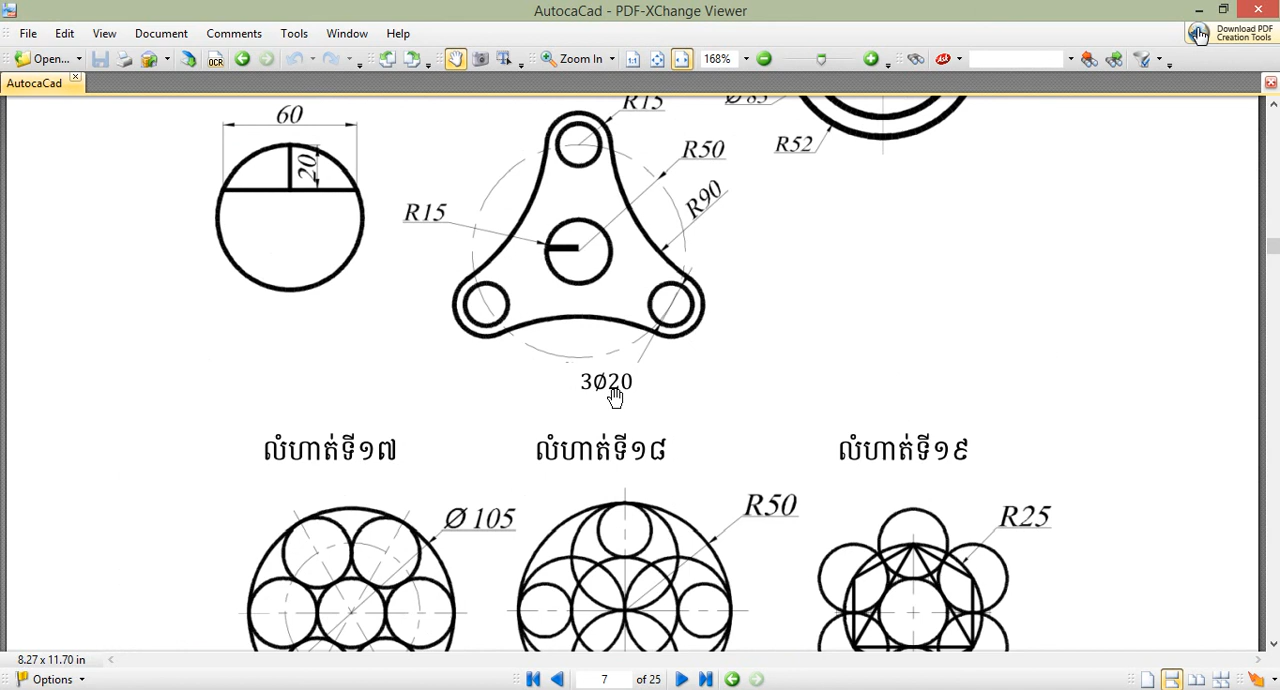 AutocaCad - PDF-XChange Viewer
File Edit View Document Comments Tools Window Help
Download PDF
Creation Tools
Open...
OCR
Zoom In
168%
AutocaCad
60
20
R15
R50
R90
R15
3Ø20
Ø 85
R52
លំហាត់ទី១៧
លំហាត់ទី១៨
លំហាត់ទី១៩
Ø 105
R50
R25
8.27 x 11.70 in
Options
7
of 25